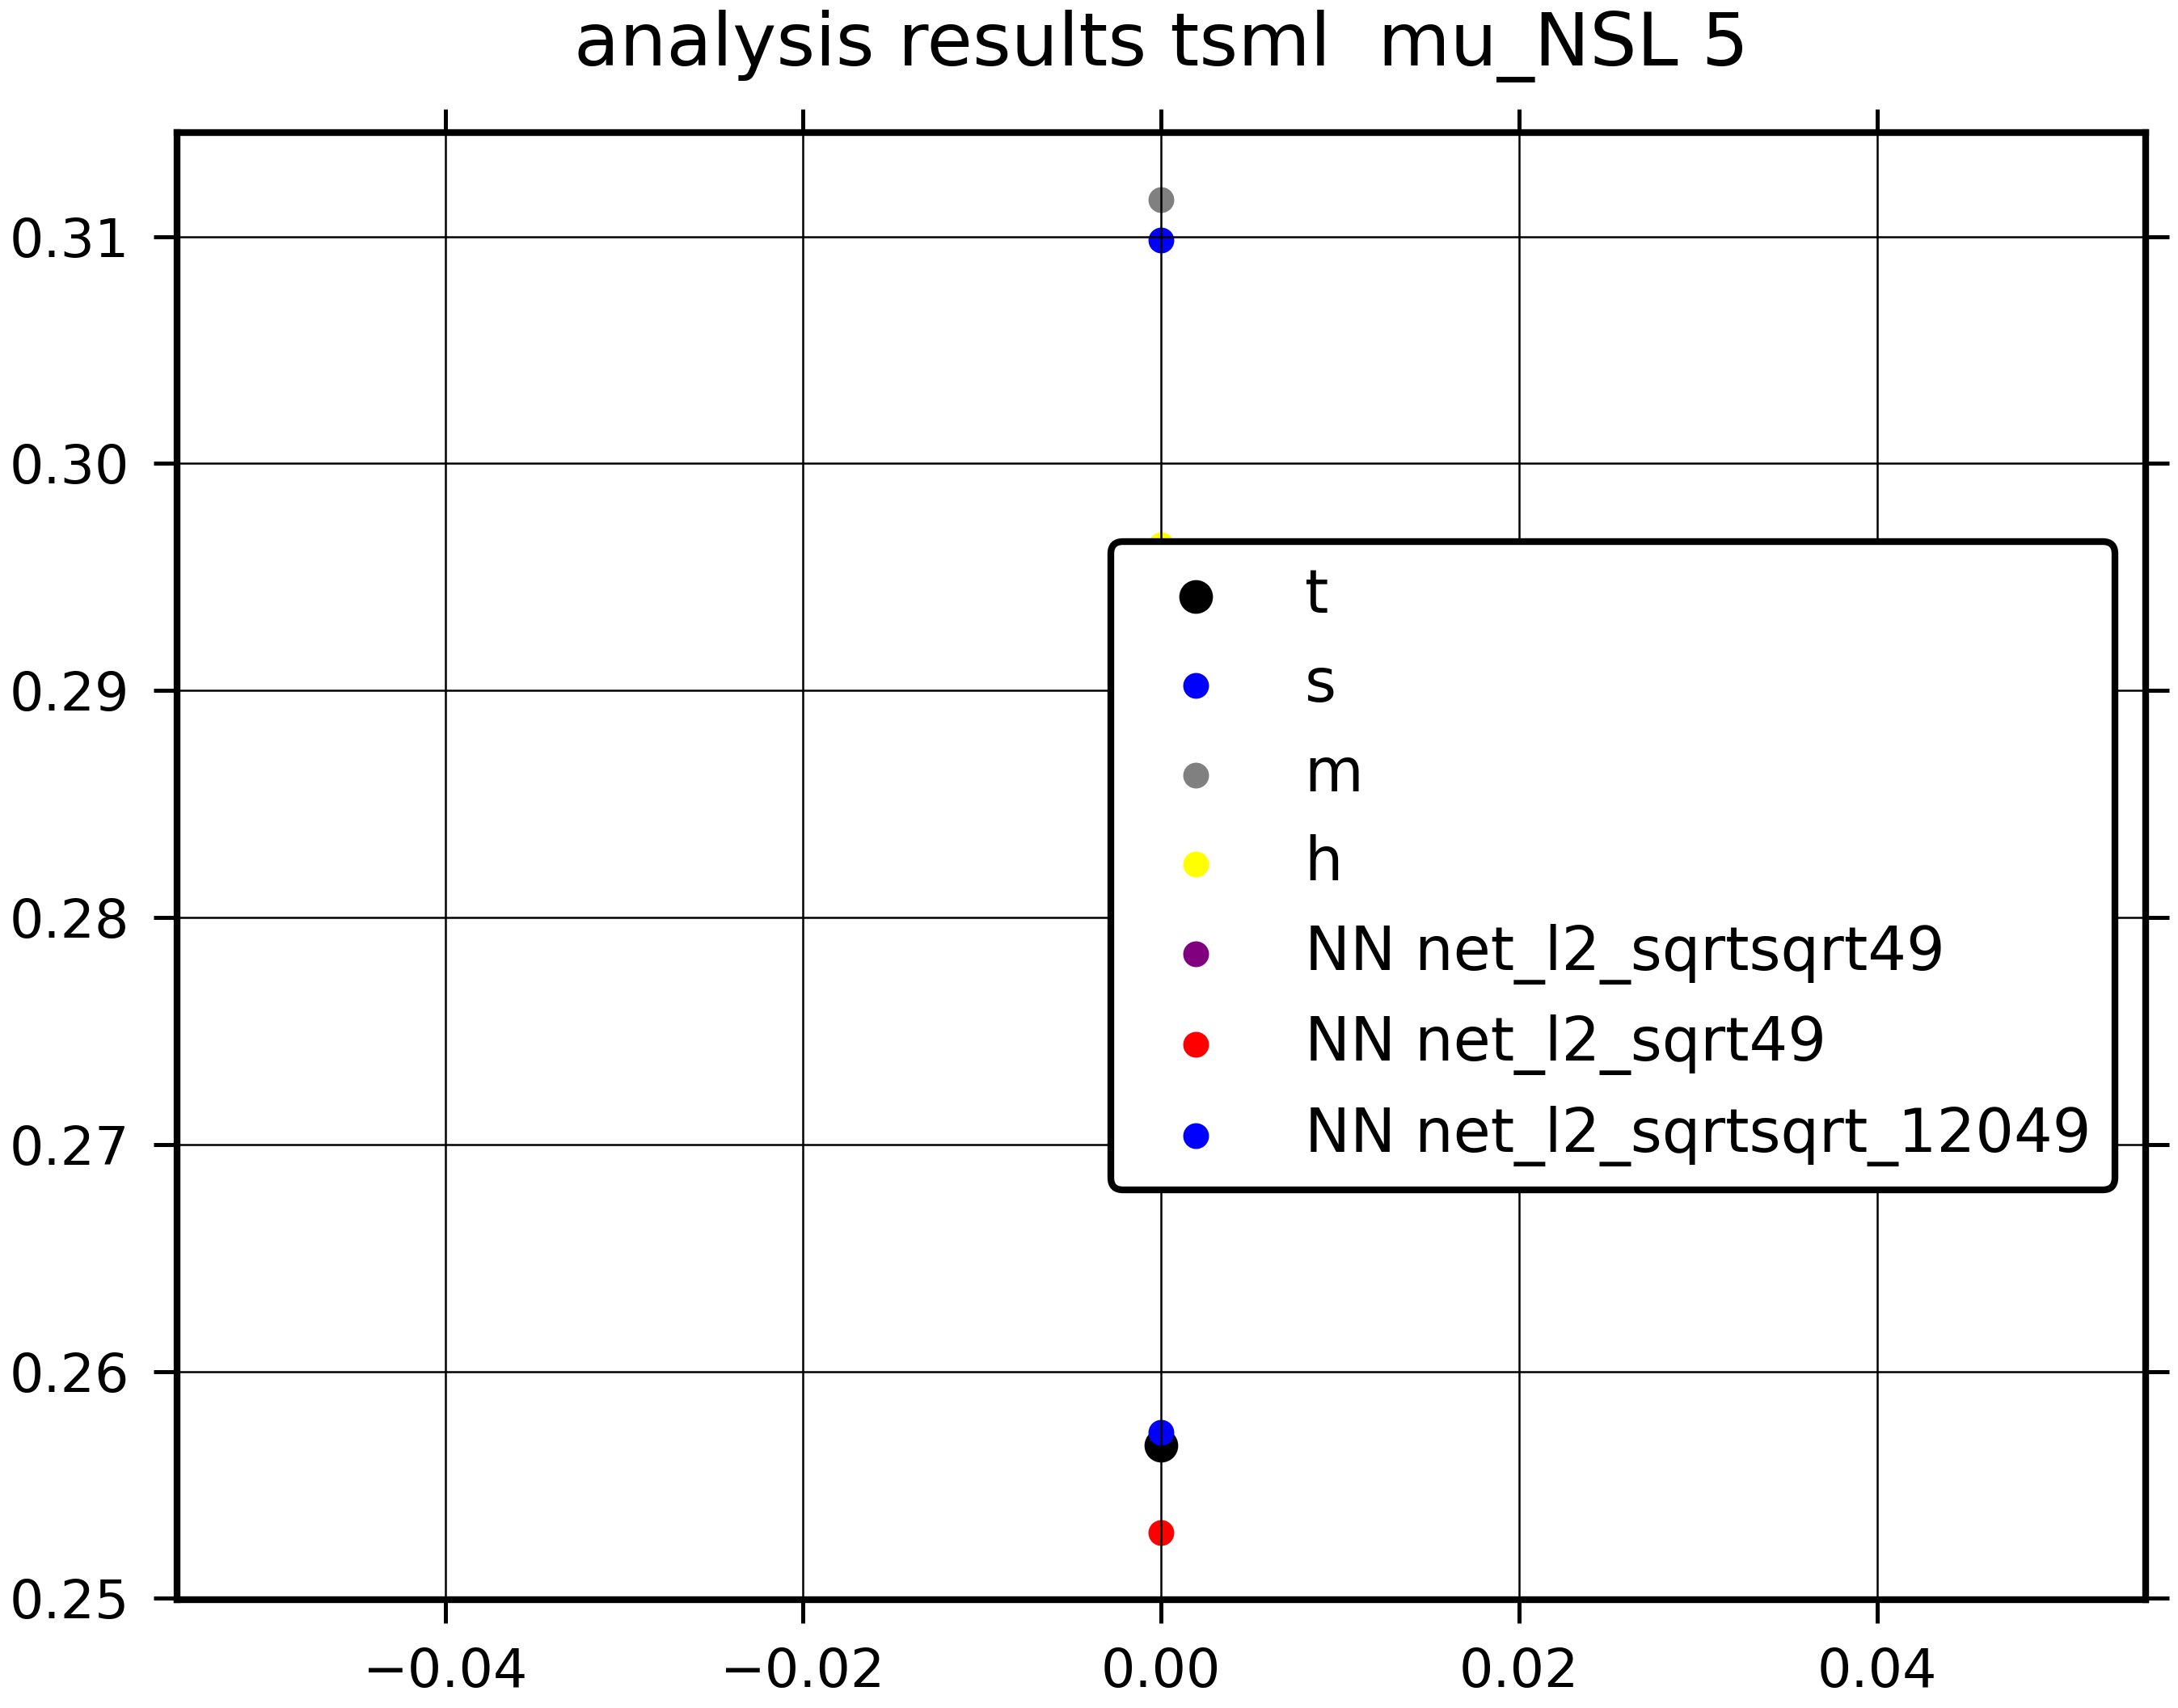 analysis results tsml  mu_NSL 5
0.31
0.30
0.29
0.28
0.27
0.26
0.25
t
s
m
h
NN net_l2_sqrtsqrt49
NN net_l2_sqrt49
NN net_l2_sqrtsqrt_12049
−0.04 −0.02 0.00 0.02 0.04